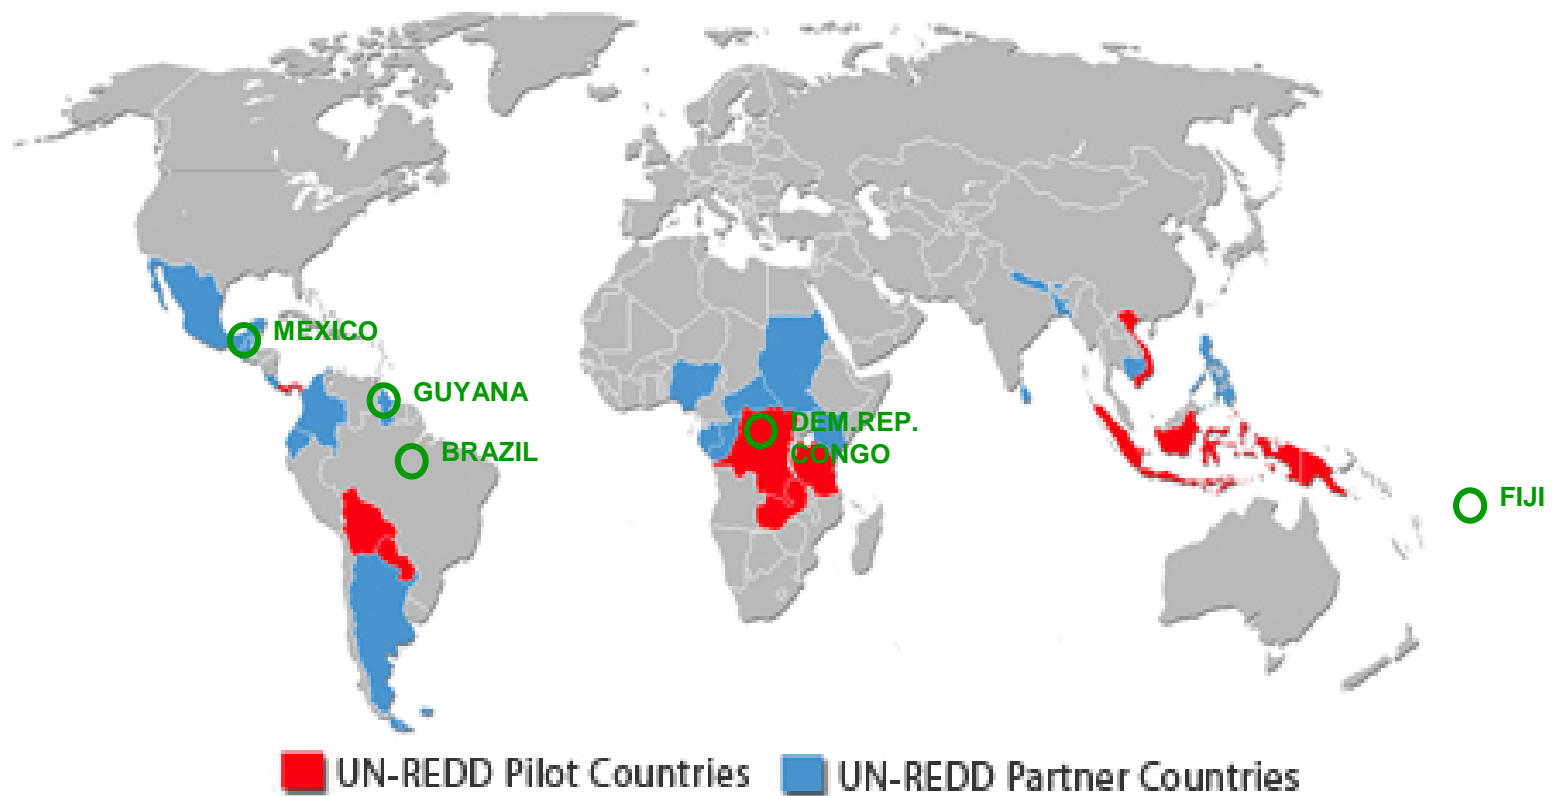 MEXICO
GUYANA
BRAZIL
DEM.REP.
CONGO
FIJI
UN-REDD Pilot Countries
UN-REDD Partner Countries